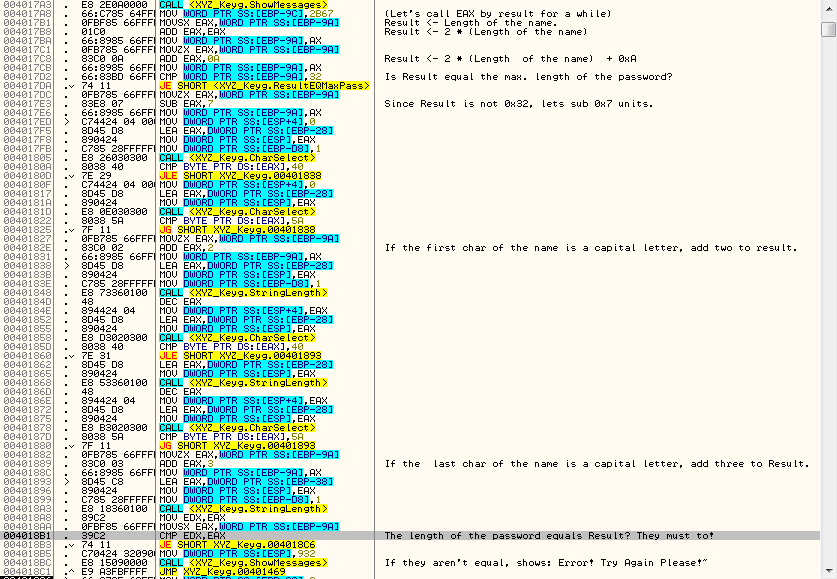 004017A3 . E8 2E0A0000 CALL <XYZ_Keyg.ShowMessages>
004017A8 . 66:C785 64FFI MOV WORD PTR SS:[EBP-9C],2B67 (Let's call EAX by result for a while)
004017B1 . 0FBF85 66FFFI MOVSX EAX,WORD PTR SS:[EBP-9A] Result <- Length of the name.
004017B8 . 01C0 ADD EAX,EAX Result <- 2 * (Length of the name)
004017BA . 66:8985 66FFI MOV WORD PTR SS:[EBP-9A],AX
004017C1 . 0FB785 66FFFI MOVZX EAX,WORD PTR SS:[EBP-9A]
004017C8 . 83C0 0A ADD EAX,0A Result <- 2 * (Length of the name) + 0xA
004017CB . 66:8985 66FFI MOV WORD PTR SS:[EBP-9A],AX
004017D2 . 66:83BD 66FFI CMP WORD PTR SS:[EBP-9A],32 Is Result equal the max. length of the password?
004017DA . 74 11 JE SHORT <XYZ_Keyg.ResultEQMaxPass>
004017DC . 0FB785 66FFFI MOVZX EAX,WORD PTR SS:[EBP-9A]
004017E3 . 83E8 07 SUB EAX,7 Since Result is not 0x32, lets sub 0x7 units.
004017E6 . 66:8985 66FFI MOV WORD PTR SS:[EBP-9A],AX
004017ED > C74424 04 00I MOV DWORD PTR SS:[ESP+4],0
004017F5 . 8D45 D8 LEA EAX,DWORD PTR SS:[EBP-28]
004017F8 . 890424 MOV DWORD PTR SS:[ESP],EAX
004017FB . C785 28FFFFFI MOV DWORD PTR SS:[EBP-D8],1
00401805 . E8 26030300 CALL <XYZ_Keyg.CharSelect>
0040180A . 8038 40 CMP BYTE PTR DS:[EAX],40
0040180D . 7E 29 JLE SHORT XYZ_Keyg.00401838
0040180F . C74424 04 00I MOV DWORD PTR SS:[ESP+4],0
00401817 . 8D45 D8 LEA EAX,DWORD PTR SS:[EBP-28]
0040181A . 890424 MOV DWORD PTR SS:[ESP],EAX
0040181D . E8 0E030300 CALL <XYZ_Keyg.CharSelect>
00401822 . 8038 5A CMP BYTE PTR DS:[EAX],5A
00401825 . 7F 11 JG SHORT XYZ_Keyg.00401838
00401827 . 0FB785 66FFFI MOVZX EAX,WORD PTR SS:[EBP-9A]
0040182E . 83C0 02 ADD EAX,2 If the first char of the name is a capital letter, add two to result.
00401831 . 66:8985 66FFI MOV WORD PTR SS:[EBP-9A],AX
00401838 > 8D45 D8 LEA EAX,DWORD PTR SS:[EBP-28]
0040183B . 890424 MOV DWORD PTR SS:[ESP],EAX
0040183E . C785 28FFFFFI MOV DWORD PTR SS:[EBP-D8],1
00401848 . E8 73360100 CALL <XYZ_Keyg.StringLength>
0040184D . 48 DEC EAX
0040184E . 894424 04 MOV DWORD PTR SS:[ESP+4],EAX
00401852 . 8D45 D8 LEA EAX,DWORD PTR SS:[EBP-28]
00401855 . 890424 MOV DWORD PTR SS:[ESP],EAX
00401858 . E8 D3020300 CALL <XYZ_Keyg.CharSelect>
0040185D . 8038 40 CMP BYTE PTR DS:[EAX],40
00401860 . 7E 31 JLE SHORT XYZ_Keyg.00401893
00401862 . 8D45 D8 LEA EAX,DWORD PTR SS:[EBP-28]
00401865 . 890424 MOV DWORD PTR SS:[ESP],EAX
00401868 . E8 53360100 CALL <XYZ_Keyg.StringLength>
0040186D . 48 DEC EAX
0040186E . 894424 04 MOV DWORD PTR SS:[ESP+4],EAX
00401872 . 8D45 D8 LEA EAX,DWORD PTR SS:[EBP-28]
00401875 . 890424 MOV DWORD PTR SS:[ESP],EAX
00401878 . E8 B3020300 CALL <XYZ_Keyg.CharSelect>
0040187D . 8038 5A CMP BYTE PTR DS:[EAX],5A
00401880 . 7F 11 JG SHORT XYZ_Keyg.00401893
00401882 . 0FB785 66FFFI MOVZX EAX,WORD PTR SS:[EBP-9A]
00401889 . 83C0 03 ADD EAX,3 If the last char of the name is a capital letter, add three to Result.
0040188C . 66:8985 66FFI MOV WORD PTR SS:[EBP-9A],AX
00401893 > 8D45 C8 LEA EAX,DWORD PTR SS:[EBP-38]
00401896 . 890424 MOV DWORD PTR SS:[ESP],EAX
00401899 . C785 28FFFFFI MOV DWORD PTR SS:[EBP-D8],1
004018A3 . E8 18360100 CALL <XYZ_Keyg.StringLength>
004018A8 . 89C2 MOV EDX,EAX
004018AA . 0FBF85 66FFFI MOVSX EAX,WORD PTR SS:[EBP-9A]
004018B1 . 39C2 CMP EDX,EAX The length of the password equals Result? They must to!
004018B3 . 74 11 JE SHORT XYZ_Keyg.004018C6
004018B5 . C70424 32090I MOV DWORD PTR SS:[ESP],932
004018BC . E8 15090000 CALL <XYZ_Keyg.ShowMessages> If they aren't equal, shows: Error! Try Again Please!"
004018C1 . E9 A3FBFFFF JMP XYZ_Keyg.00401469